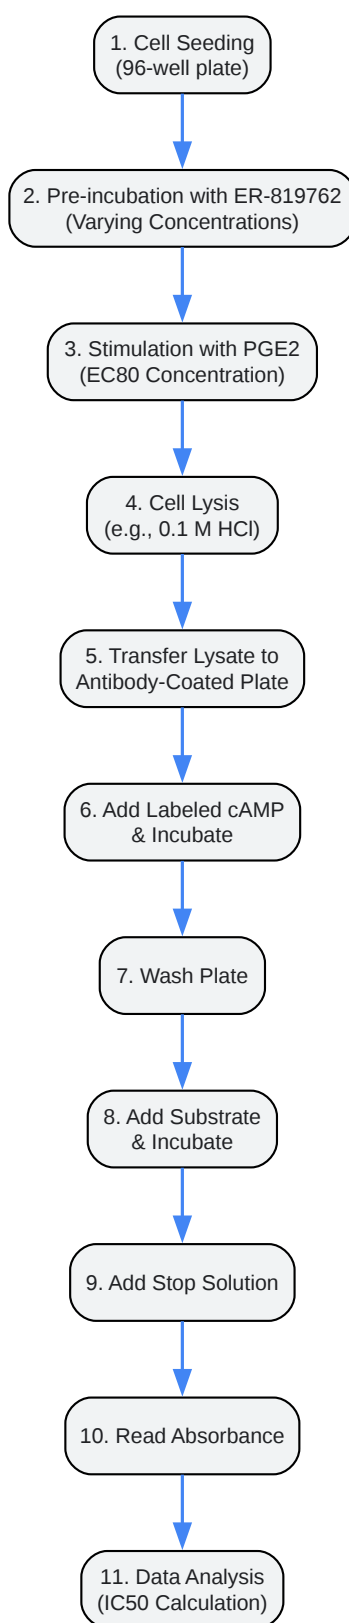 1. Cell Seeding
(96-well plate)
2. Pre-incubation with ER-819762
(Varying Concentrations)
3. Stimulation with PGE2
(EC80 Concentration)
4. Cell Lysis
(e.g., 0.1 M HCl)
5. Transfer Lysate to
Antibody-Coated Plate
6. Add Labeled cAMP
& Incubate
7. Wash Plate
8. Add Substrate
& Incubate
9. Add Stop Solution
10. Read Absorbance
11. Data Analysis
(IC50 Calculation)